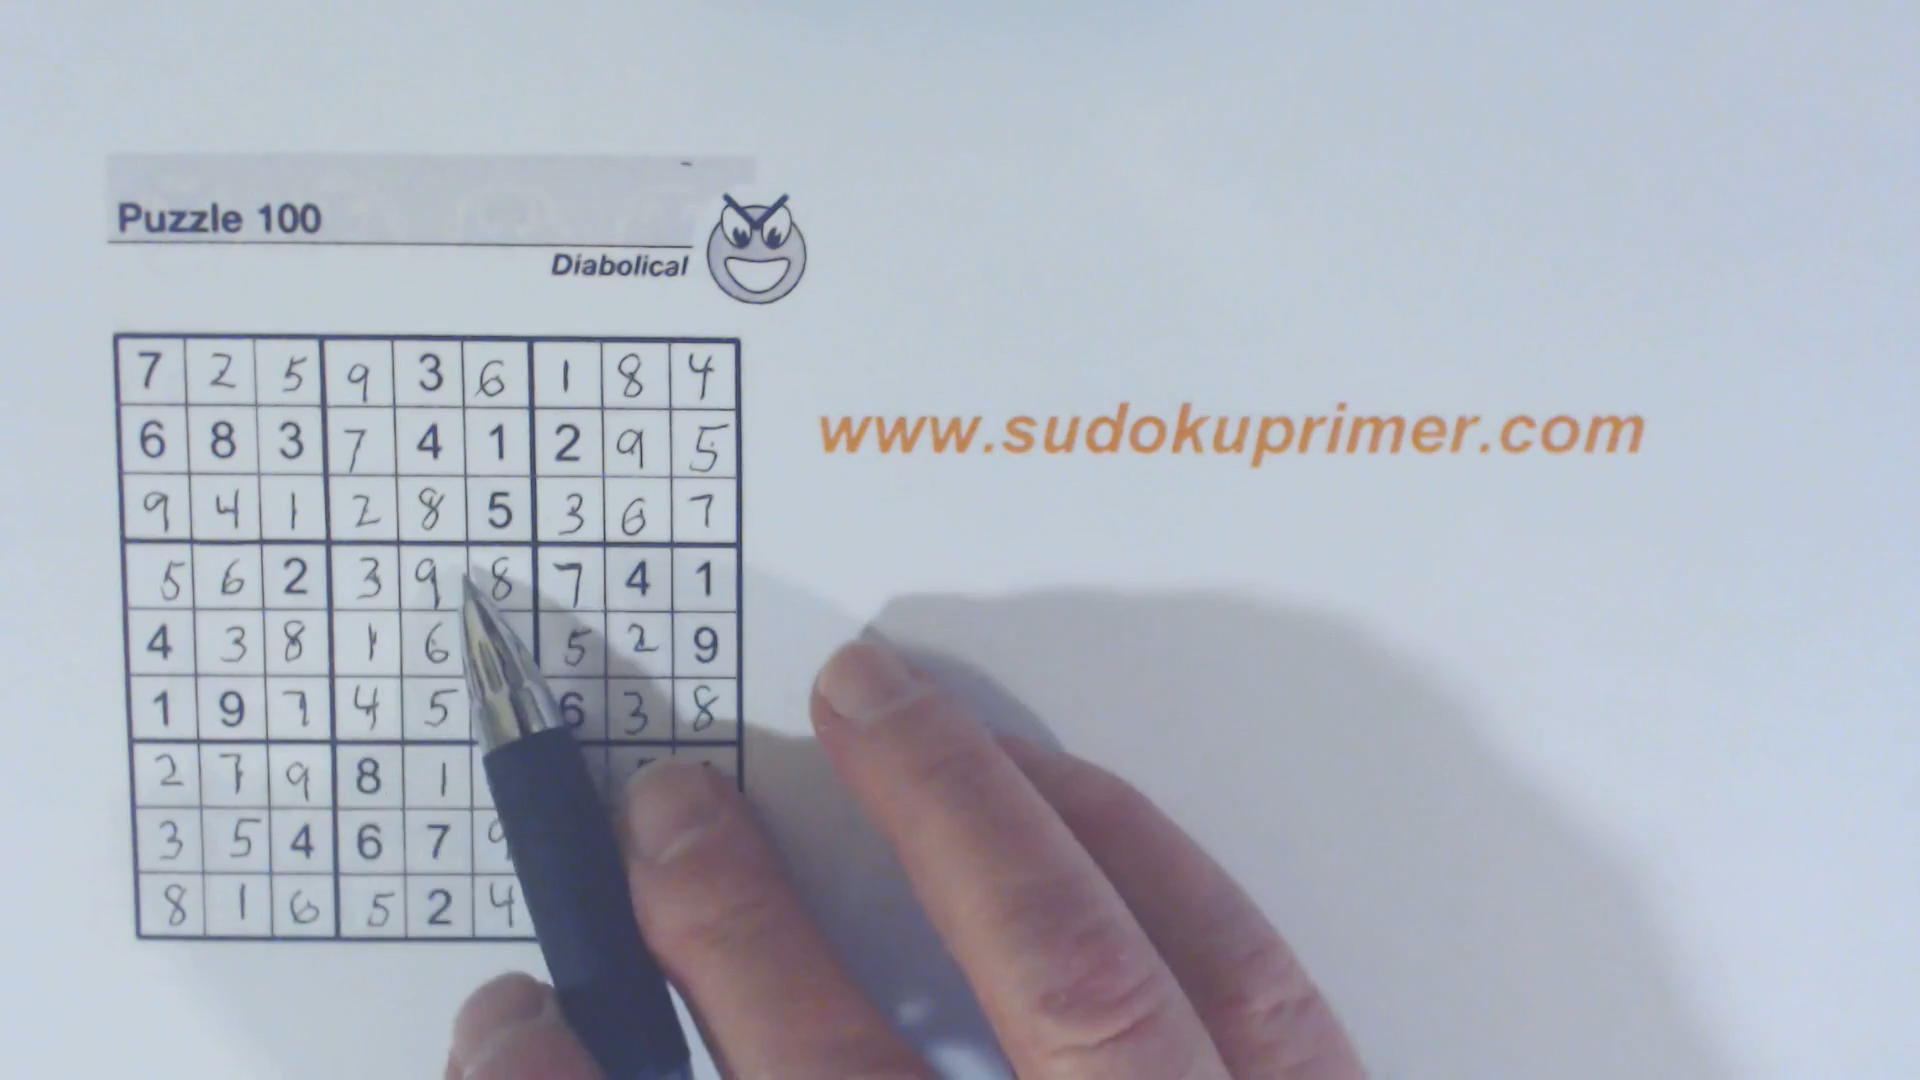 Puzzle 100
Diabolical
www.sudokuprimer.com
7 2 5 9 3 6 1 8 4
6 8 3 7 4 1 2 9 5
9 4 1 2 8 5 3 6 7
5 6 2 3 9 8 7 4 1
4 3 8 1 6 5 2 9
1 9 7 4 5 6 3 8
2 7 9 8 1
3 5 4 6 7 9
8 1 6 5 2 4